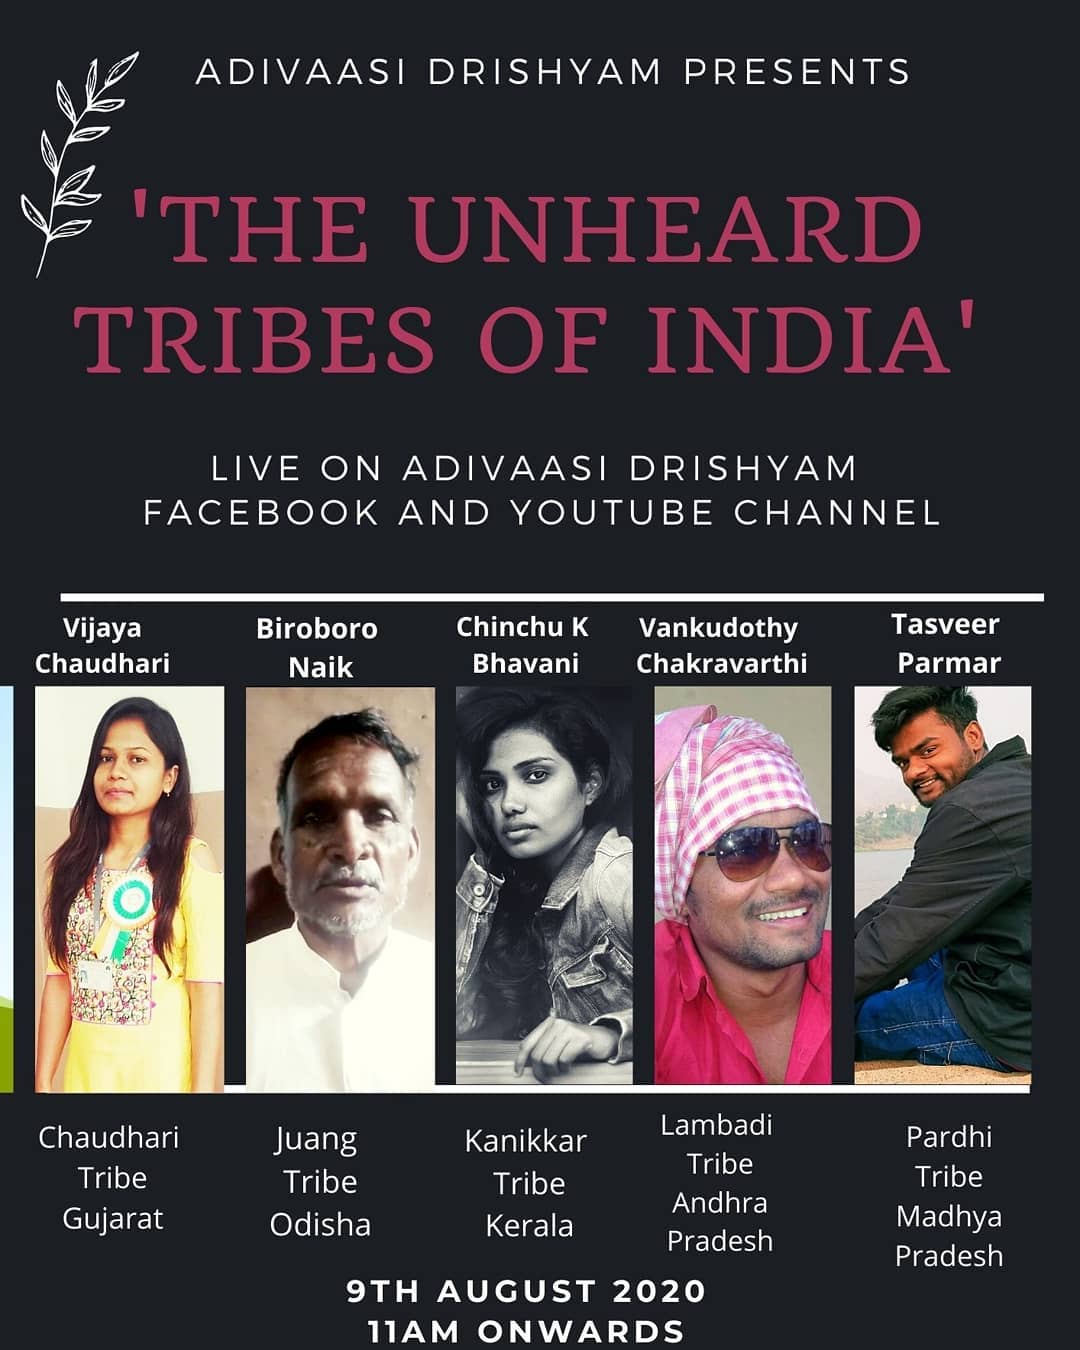 ADIVAASI DRISHYAM PRESENTS
'THE UNHEARD
TRIBES OF INDIA'
LIVE ON ADIVAASI DRISHYAM
FACEBOOK AND YOUTUBE CHANNEL
Vijaya
Chaudhari
Biroboro
Naik
Chinchu K
Bhavani
Vankudothy
Chakravarthi
Tasveer
Parmar
Chaudhari
Tribe
Gujarat
Juang
Tribe
Odisha
Kanikkar
Tribe
Kerala
Lambadi
Tribe
Andhra
Pradesh
Pardhi
Tribe
Madhya
Pradesh
9TH AUGUST 2020
11AM ONWARDS